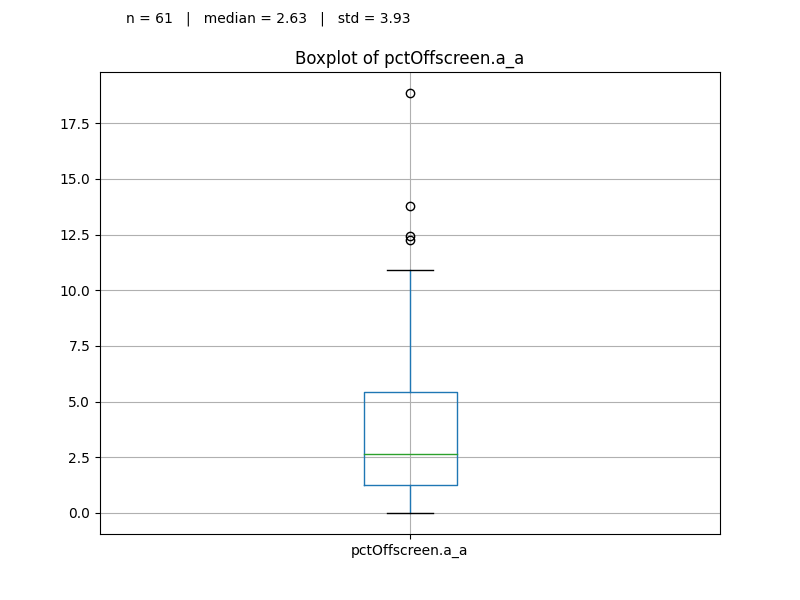 n = 61   |   median = 2.63   |   std = 3.93
Boxplot of pctOffscreen.a_a
17.5
15.0
12.5
10.0
7.5
5.0
2.5
0.0
pctOffscreen.a_a